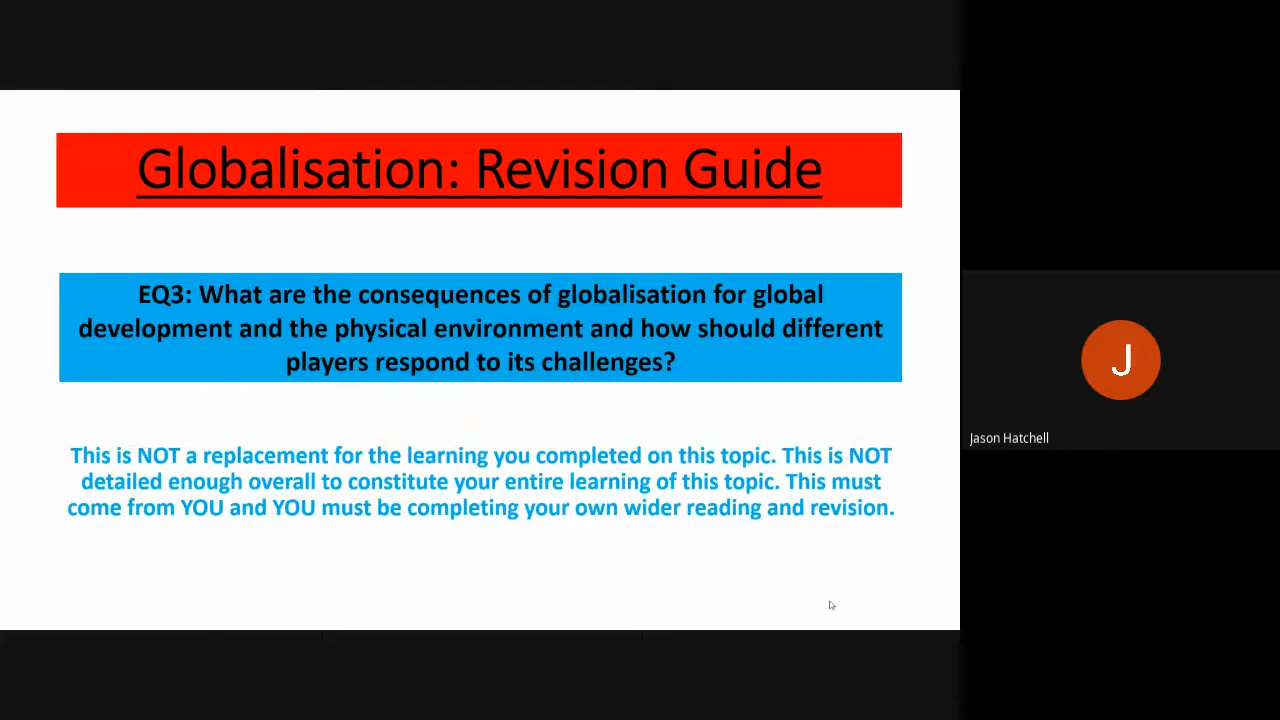 Globalisation: Revision Guide
EQ3: What are the consequences of globalisation for global
development and the physical environment and how should different
players respond to its challenges?
This is NOT a replacement for the learning you completed on this topic. This is NOT
detailed enough overall to constitute your entire learning of this topic. This must
come from YOU and YOU must be completing your own wider reading and revision.
J
Jason Hatchell